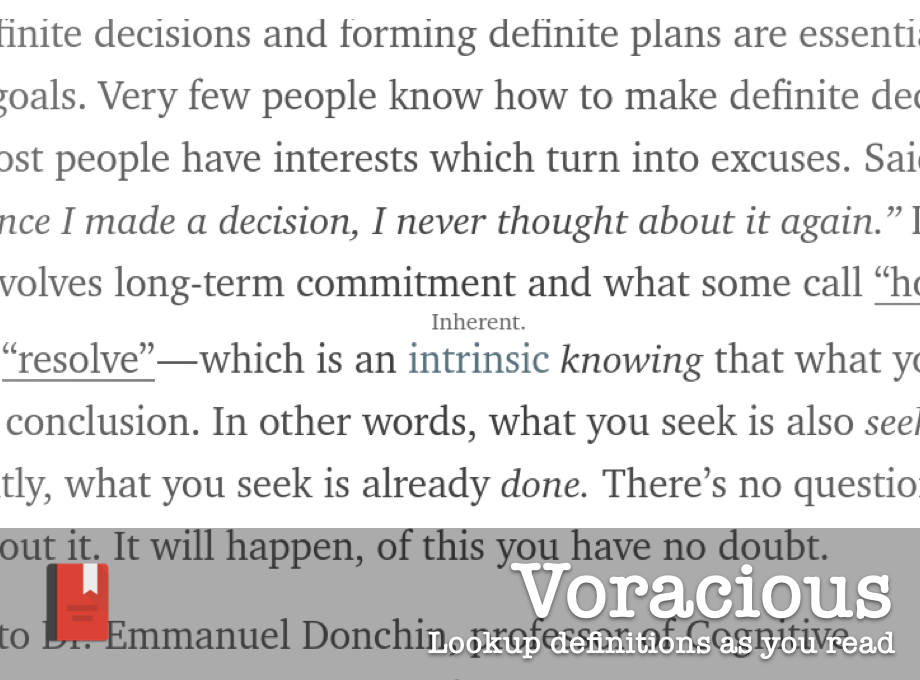 finite decisions and forming definite plans are essentia
goals. Very few people know how to make definite dec
ost people have interests which turn into excuses. Said
nce I made a decision, I never thought about it again.”
volves long-term commitment and what some call “ho
Inherent.
“resolve”—which is an intrinsic knowing that what yo
conclusion. In other words, what you seek is also seek
tly, what you seek is already done. There’s no question
out it. It will happen, of this you have no doubt.
Voracious
to Dr. Emmanuel Donchin, professor of Cognitive
Lookup definitions as you read